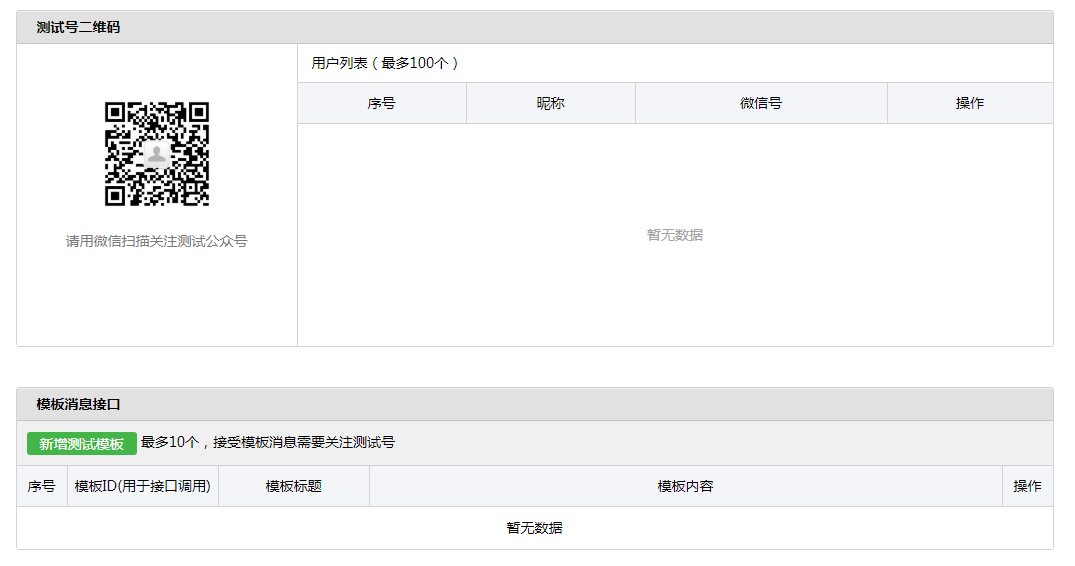 测试号二维码
用户列表（最多100个）
序号 昵称 微信号 操作
暂无数据
请用微信扫描关注测试公众号
模板消息接口
新增测试模板 最多10个，接受模板消息需要关注测试号
序号 模板ID(用于接口调用) 模板标题 模板内容 操作
暂无数据